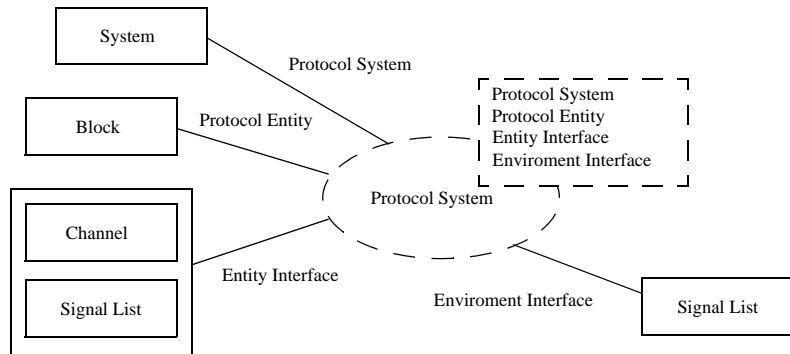 System
Protocol System
Protocol System
Protocol Entity
Entity Interface
Enviroment Interface
Block
Protocol Entity
Protocol System
Channel
Entity Interface
Signal List
Enviroment Interface
Signal List